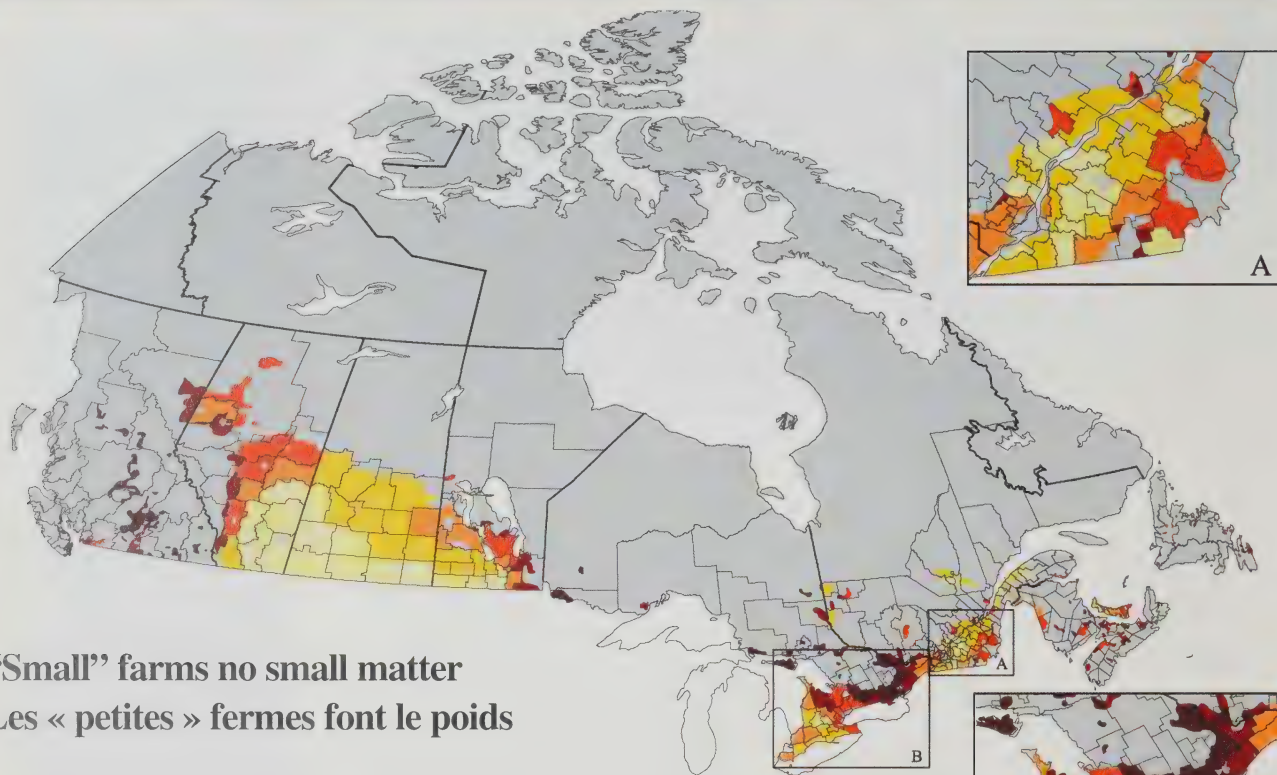 A
A
B
“Small” farms no small matter
Les « petites » fermes font le poids